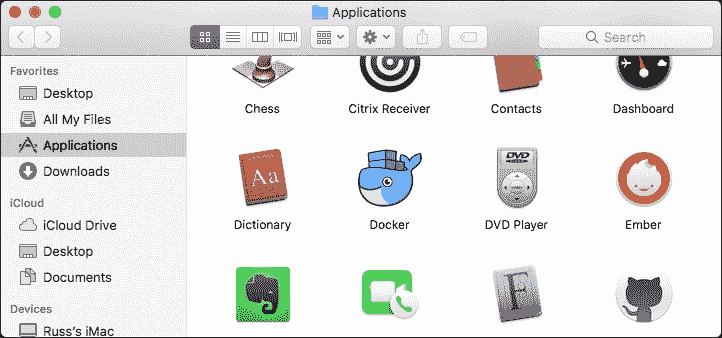 Applications
Search
Favorites
Desktop
All My Files
Applications
Downloads
iCloud
iCloud Drive
Desktop
Documents
Devices
Russ's iMac
Chess
Citrix Receiver
Contacts
Dashboard
Aa
DVD
Dictionary
Docker
DVD Player
Ember
F